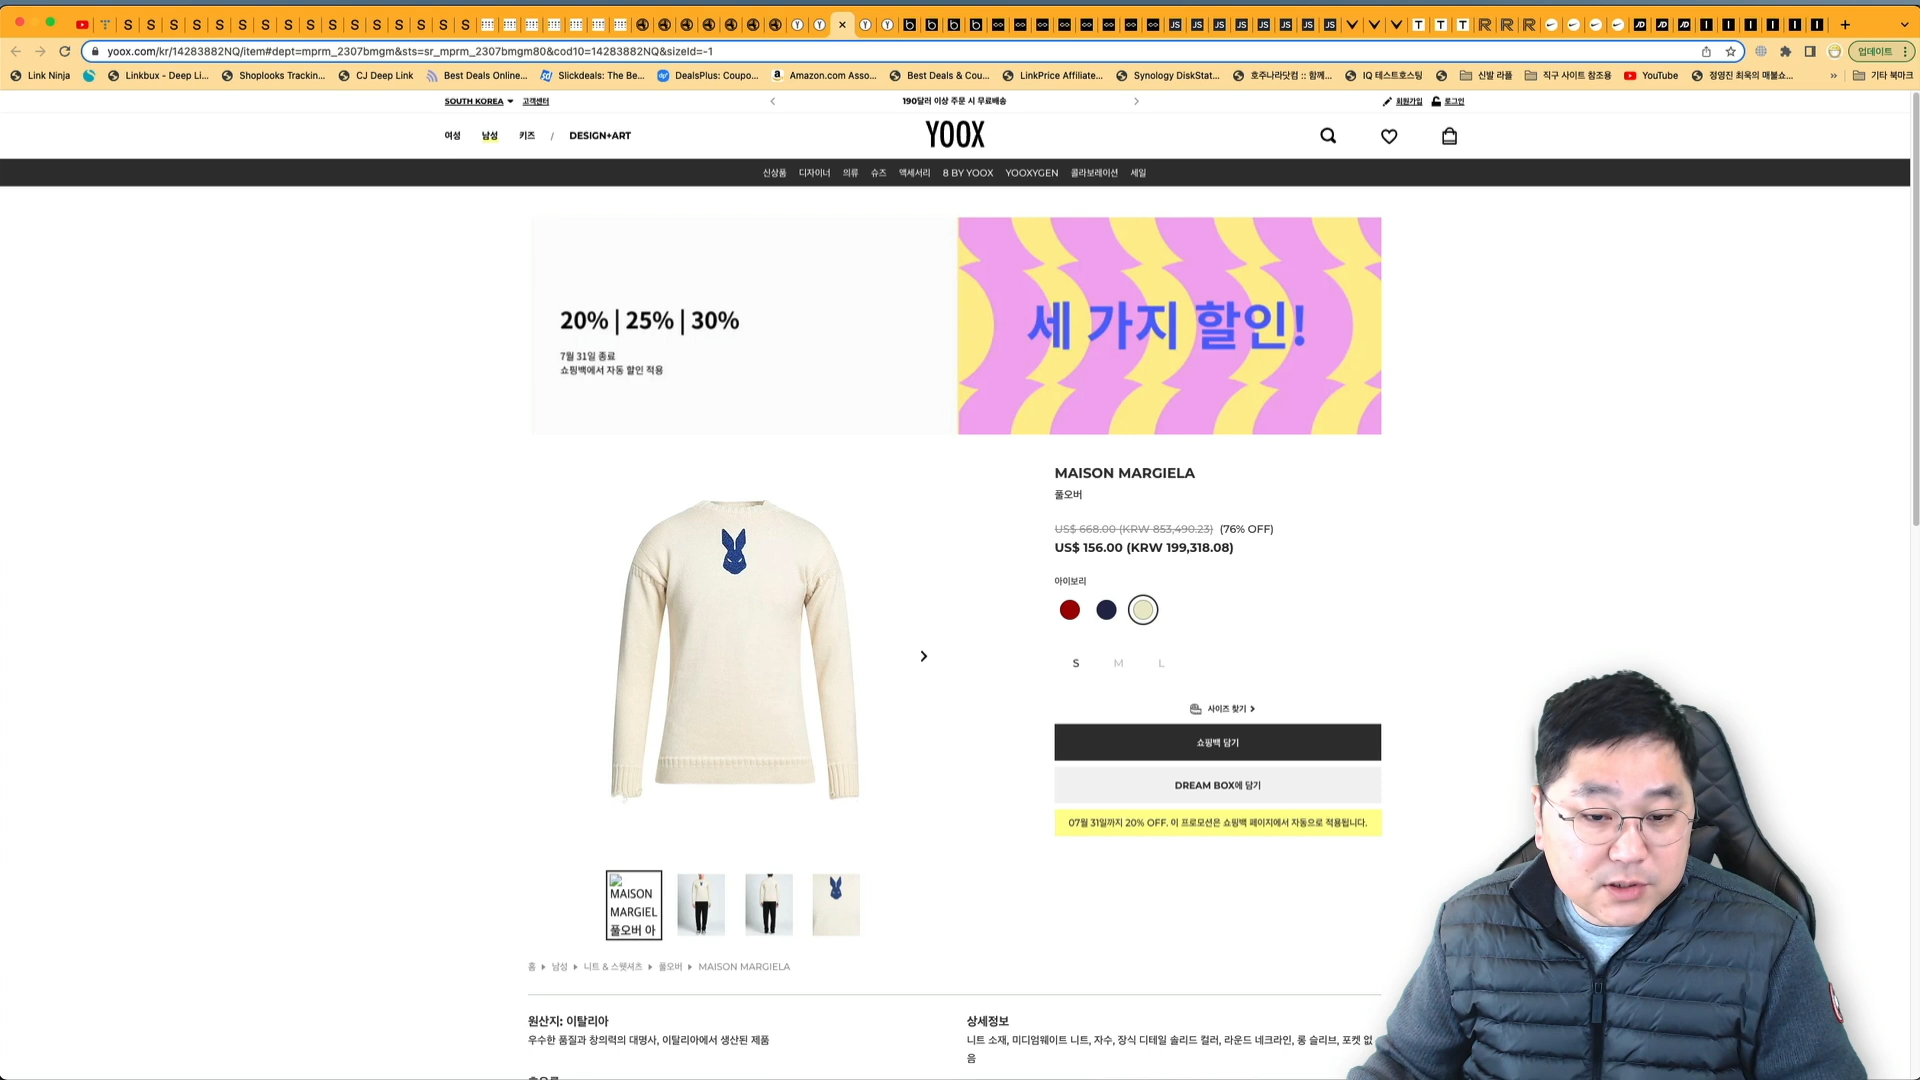 yoox.com/kr/14283882NQ/item#dept=mprm_2307bmgm&sts=sr_mprm_2307bmgm80&cod10=14283882NQ&sizeId=-1
업데이트
Link Ninja
Linkbux - Deep Li...
Shoplooks Trackin...
CJ Deep Link
Best Deals Online...
Slickdeals: The Be...
DealsPlus: Coupo...
Amazon.com Asso...
Best Deals & Cou...
LinkPrice Affiliate...
Synology DiskStat...
호주나라닷컴 :: 함께...
IQ 테스트호스팅
신발 라플
직구 사이트 참조용
YouTube
정영진 최욱의 매불쇼...
기타 북마크
SOUTH KOREA
고객센터
190달러 이상 주문 시 무료배송
회원가입
로그인
여성
남성
키즈
/
DESIGN+ART
YOOX
신상품 디자이너 의류 슈즈 액세서리 8 BY YOOX YOOXYGEN 콜라보레이션 세일
20% | 25% | 30%
7월 31일 종료
쇼핑백에서 자동 할인 적용
세 가지 할인!
MAISON MARGIELA
풀오버
US$ 668.00 (KRW 853,490.23) (76% OFF)
US$ 156.00 (KRW 199,318.08)
아이보리
S M L
사이즈 찾기
쇼핑백 담기
DREAM BOX에 담기
07월 31일까지 20% OFF. 이 프로모션은 쇼핑백 페이지에서 자동으로 적용됩니다.
MAISON
MARGIEL
풀오버 아
홈 남성 니트 & 스웻셔츠 풀오버 MAISON MARGIELA
원산지: 이탈리아
우수한 품질과 창의력의 대명사, 이탈리아에서 생산된 제품
상세정보
니트 소재, 미디엄웨이트 니트, 자수, 장식 디테일 솔리드 컬러, 라운드 네크라인, 롱 슬리브, 포켓 없
음